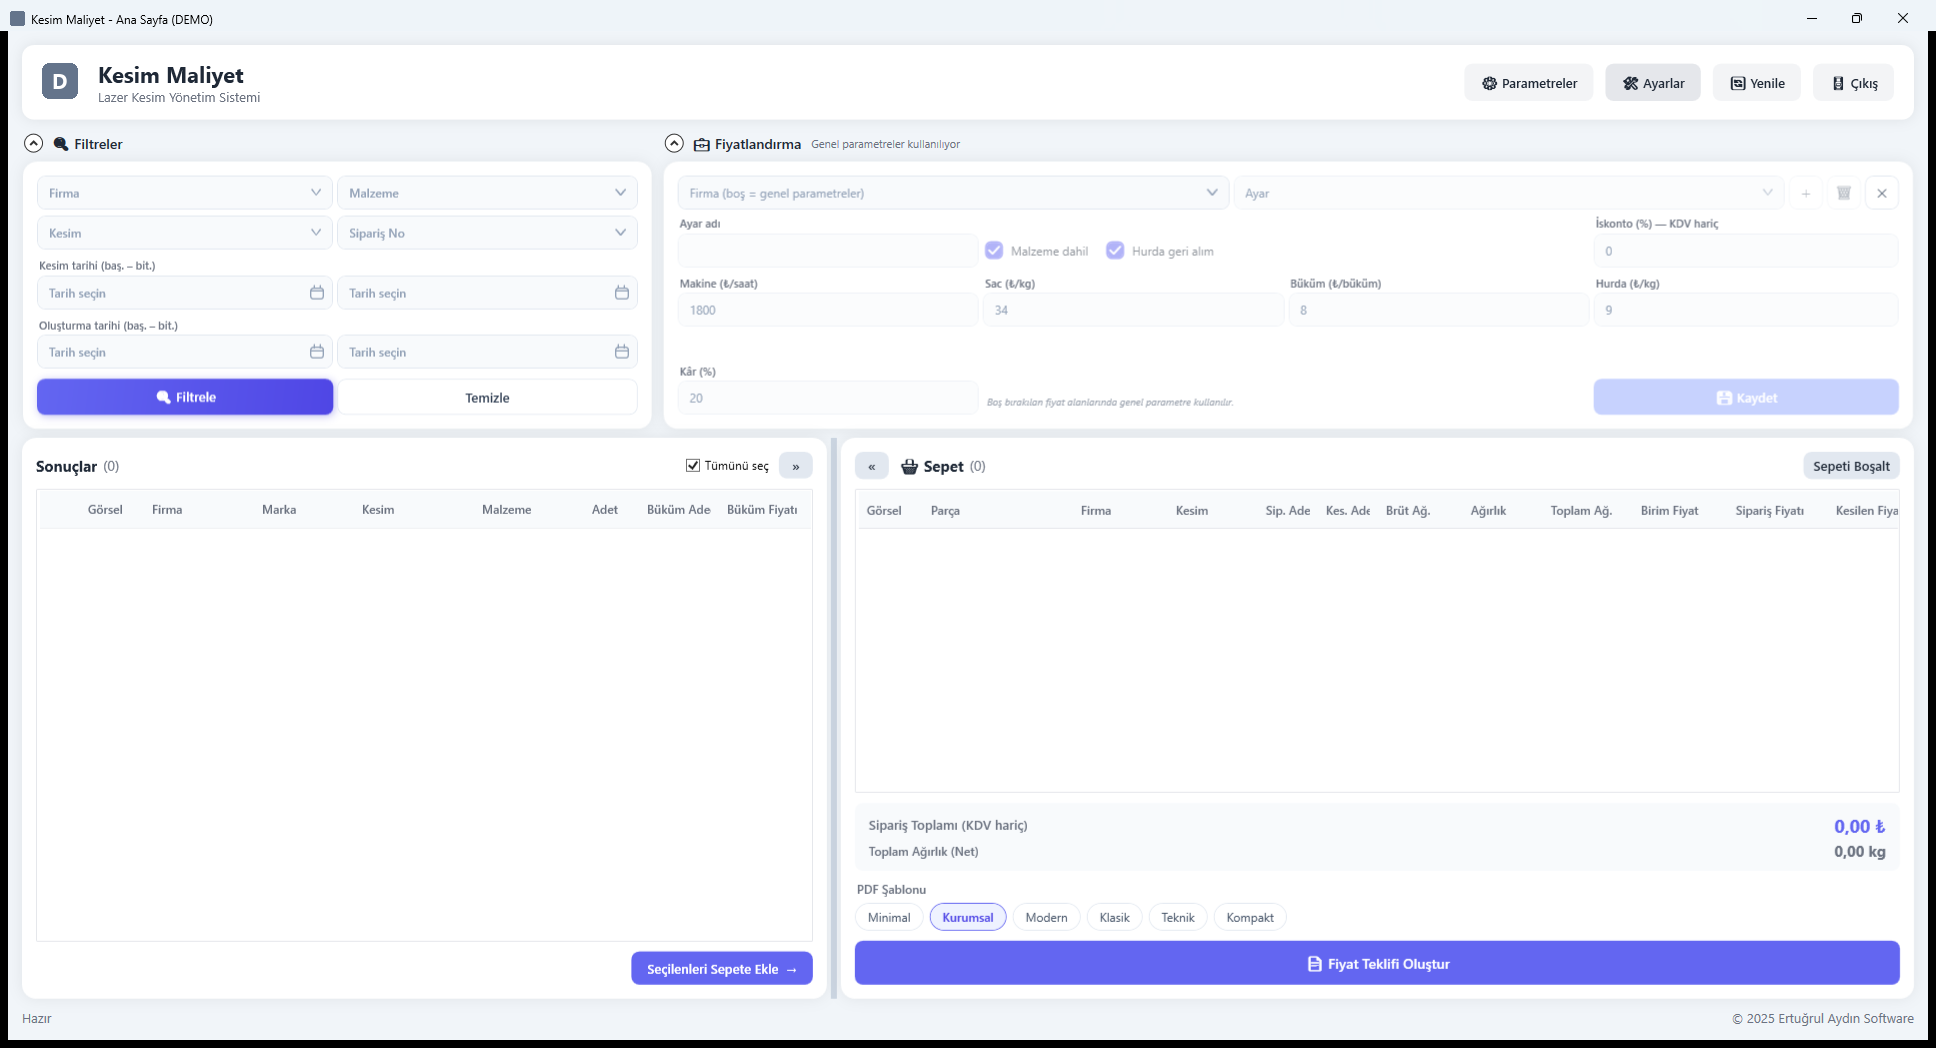 Kesim Maliyet - Ana Sayfa (DEMO)
D
Kesim Maliyet
Lazer Kesim Yönetim Sistemi
Parametreler
Ayarlar
Yenile
Çıkış
Filtreler
Firma
Malzeme
Kesim
Sipariş No
Kesim tarihi (baş. – bit.)
Tarih seçin
Tarih seçin
Oluşturma tarihi (baş. – bit.)
Tarih seçin
Tarih seçin
Filtrele
Temizle
Fiyatlandırma
Genel parametreler kullanılıyor
Firma (boş = genel parametreler)
Ayar
Ayar adı
Malzeme dahil
Hurda geri alım
İskonto (%) — KDV hariç
0
Makine (₺/saat)
Sac (₺/kg)
Büküm (₺/büküm)
Hurda (₺/kg)
1800
34
8
9
Kâr (%)
20
Boş bırakılan fiyat alanlarında genel parametre kullanılır.
Kaydet
Sonuçlar (0)
Tümünü seç
»
Görsel Firma Marka Kesim Malzeme Adet Büküm Ade Büküm Fiyatı
Seçilenleri Sepete Ekle →
«
Sepet (0)
Sepeti Boşalt
Görsel Parça Firma Kesim Sip. Ade Kes. Ade Brüt Ağ. Ağırlık Toplam Ağ. Birim Fiyat Sipariş Fiyatı Kesilen Fiya
Sipariş Toplamı (KDV hariç)
0,00 ₺
Toplam Ağırlık (Net)
0,00 kg
PDF Şablonu
Minimal
Kurumsal
Modern
Klasik
Teknik
Kompakt
Fiyat Teklifi Oluştur
Hazır
© 2025 Ertuğrul Aydın Software